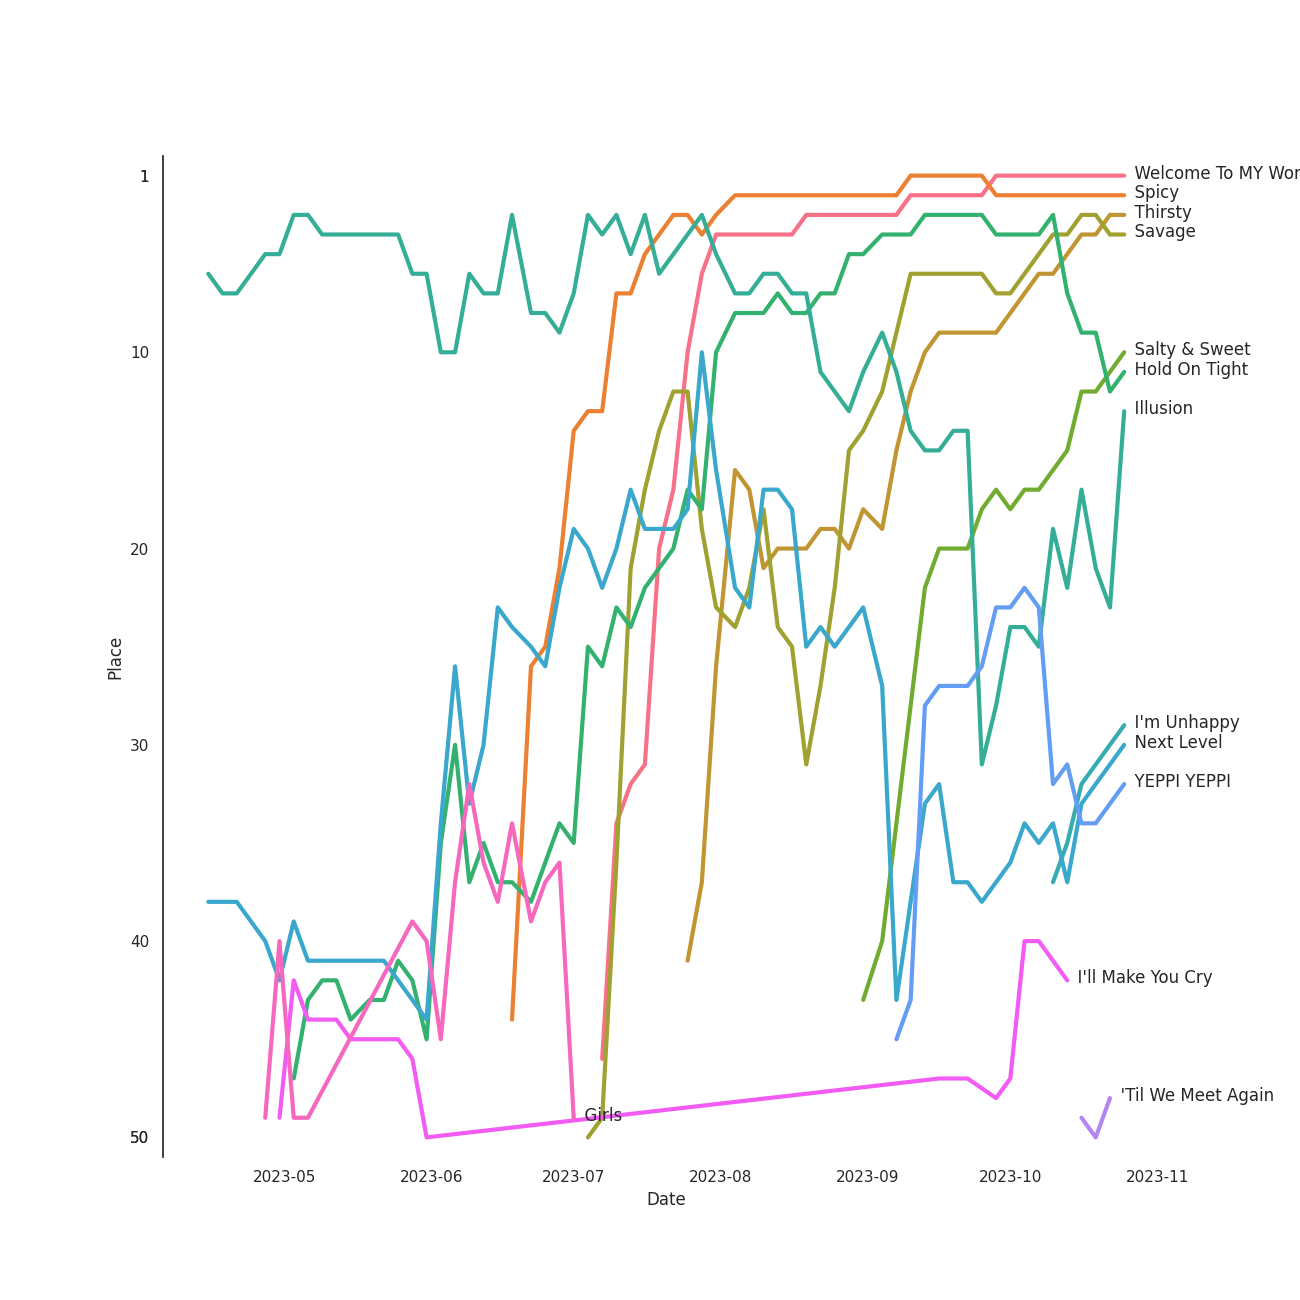 1
Welcome To MY Wor
Spicy
Thirsty
Savage
10
Salty & Sweet
Hold On Tight
Illusion
20
30
I'm Unhappy
Next Level
YEPPI YEPPI
Place
40
I'll Make You Cry
'Til We Meet Again
Girls
50
2023-05 2023-06 2023-07 2023-08 2023-09 2023-10 2023-11
Date